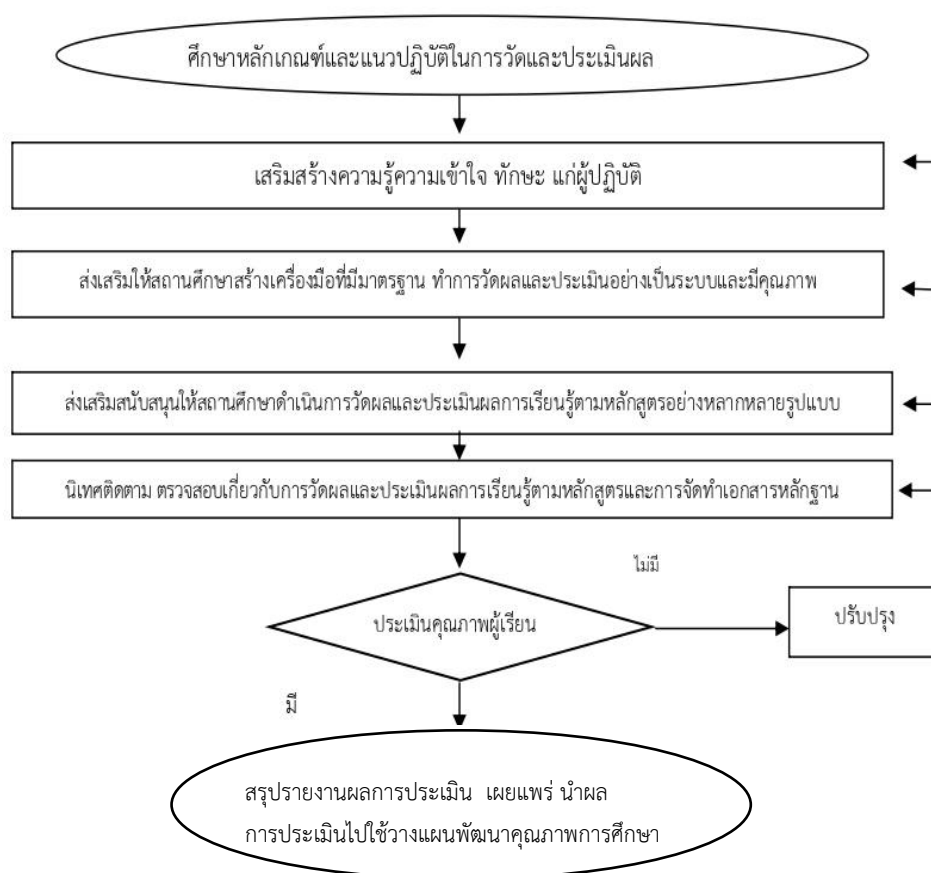 ศึกษาหลักเกณฑ์และแนวปฏิบัติในการวัดและประเมินผล
เสริมสร้างความรู้ความเข้าใจ ทักษะ แก่ผู้ปฏิบัติ
ส่งเสริมให้สถานศึกษาสร้างเครื่องมือที่มีมาตรฐาน ทำการวัดผลและประเมินอย่างเป็นระบบและมีคุณภาพ
ส่งเสริมสนับสนุนให้สถานศึกษาดำเนินการวัดผลและประเมินผลการเรียนรู้ตามหลักสูตรอย่างหลากหลายรูปแบบ
นิเทศติดตาม ตรวจสอบเกี่ยวกับการวัดผลและประเมินผลการเรียนรู้ตามหลักสูตรและการจัดทำเอกสารหลักฐาน
ไม่มี
ประเมินคุณภาพผู้เรียน
ปรับปรุง
มี
สรุปรายงานผลการประเมิน เผยแพร่ นำผล
การประเมินไปใช้วางแผนพัฒนาคุณภาพการศึกษา